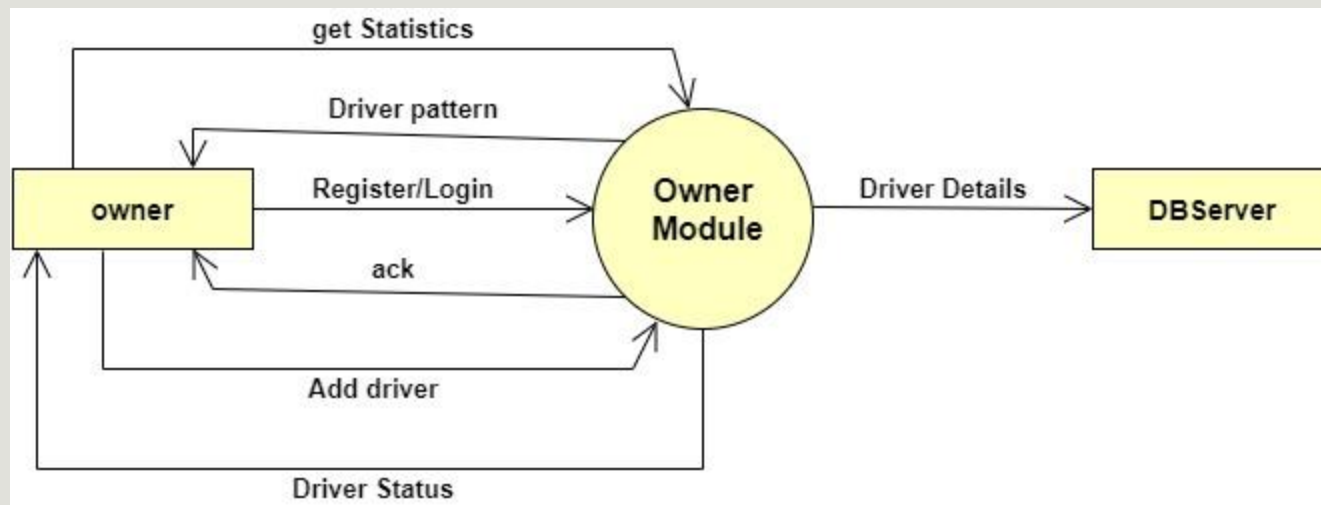 get Statistics
Driver pattern
Register/Login
owner
Owner
Module
Driver Details
DBServer
ack
Add driver
Driver Status